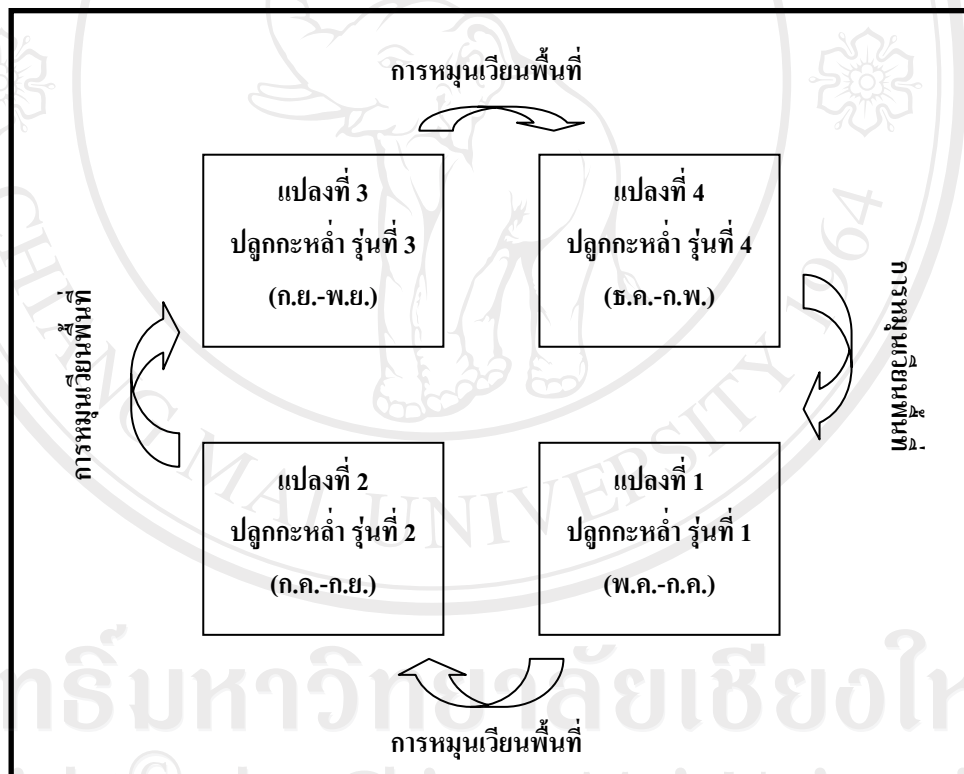 การหมุนเวียนพื้นที่
แปลงที่ 3
ปลูกกะหล่ำ รุ่นที่ 3
(ก.ย.-พ.ย.)
แปลงที่ 4
ปลูกกะหล่ำ รุ่นที่ 4
(ธ.ค.-ก.พ.)
การหมุนเวียนพื้นที่
การหมุนเวียนพื้นที่
แปลงที่ 2
ปลูกกะหล่ำ รุ่นที่ 2
(ก.ค.-ก.ย.)
แปลงที่ 1
ปลูกกะหล่ำ รุ่นที่ 1
(พ.ค.-ก.ค.)
การหมุนเวียนพื้นที่
CHIANG MAI UNIVERSITY 1964